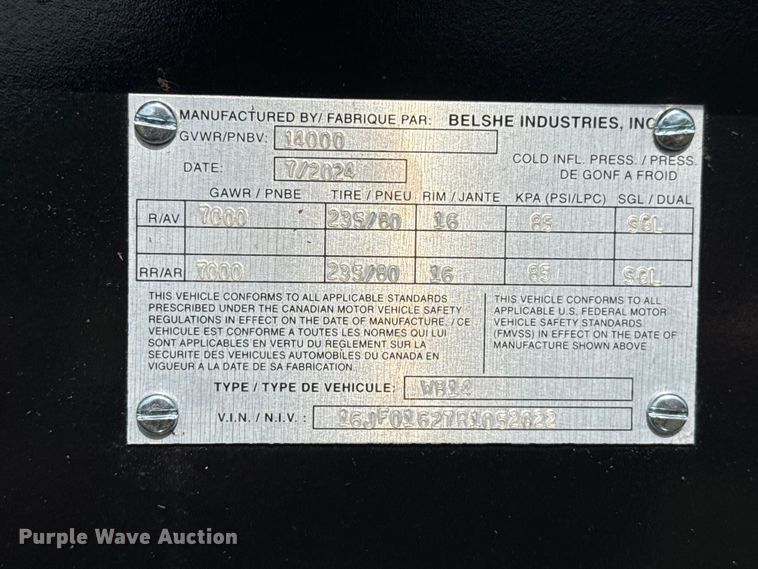 MANUFACTURED BY/ FABRIQUE PAR: BELSHE INDUSTRIES, INC.
GVWR/PNBV: 14000
DATE: 7/2024
COLD INFL. PRESS. / PRESS. DE GONF A FROID
GAWR / PNBE TIRE / PNEU RIM / JANTE KPA (PSI/LPC) SGL / DUAL
F/AV 7000 235/80 16 85 SGL
RR/AR 7000 235/80 16 85 SGL
THIS VEHICLE CONFORMS TO ALL APPLICABLE STANDARDS
PRESCRIBED UNDER THE CANADIAN MOTOR VEHICLE SAFETY
REGULATIONS IN EFFECT ON THE DATE OF MANUFACTURE. / CE
VEHICULE EST CONFORME A TOUTES LES NORMES QUI LUI
SONT APPLICABLES EN VERTU DU REGLEMENT SUR LA
SECURITE DES VEHICULES AUTOMOBILES DU CANADA EN
VIGUEUR A LA DATE DE SA FABRICATION.
THIS VEHICLE CONFORMS TO ALL
APPLICABLE U.S. FEDERAL MOTOR
VEHICLE SAFETY STANDARDS
(FMVSS) IN EFFECT ON THE DATE OF
MANUFACTURE SHOWN ABOVE
TYPE / TYPE DE VEHICULE: WB14
V.I.N. / N.I.V. : 16JF01627R1052022
Purple Wave Auction